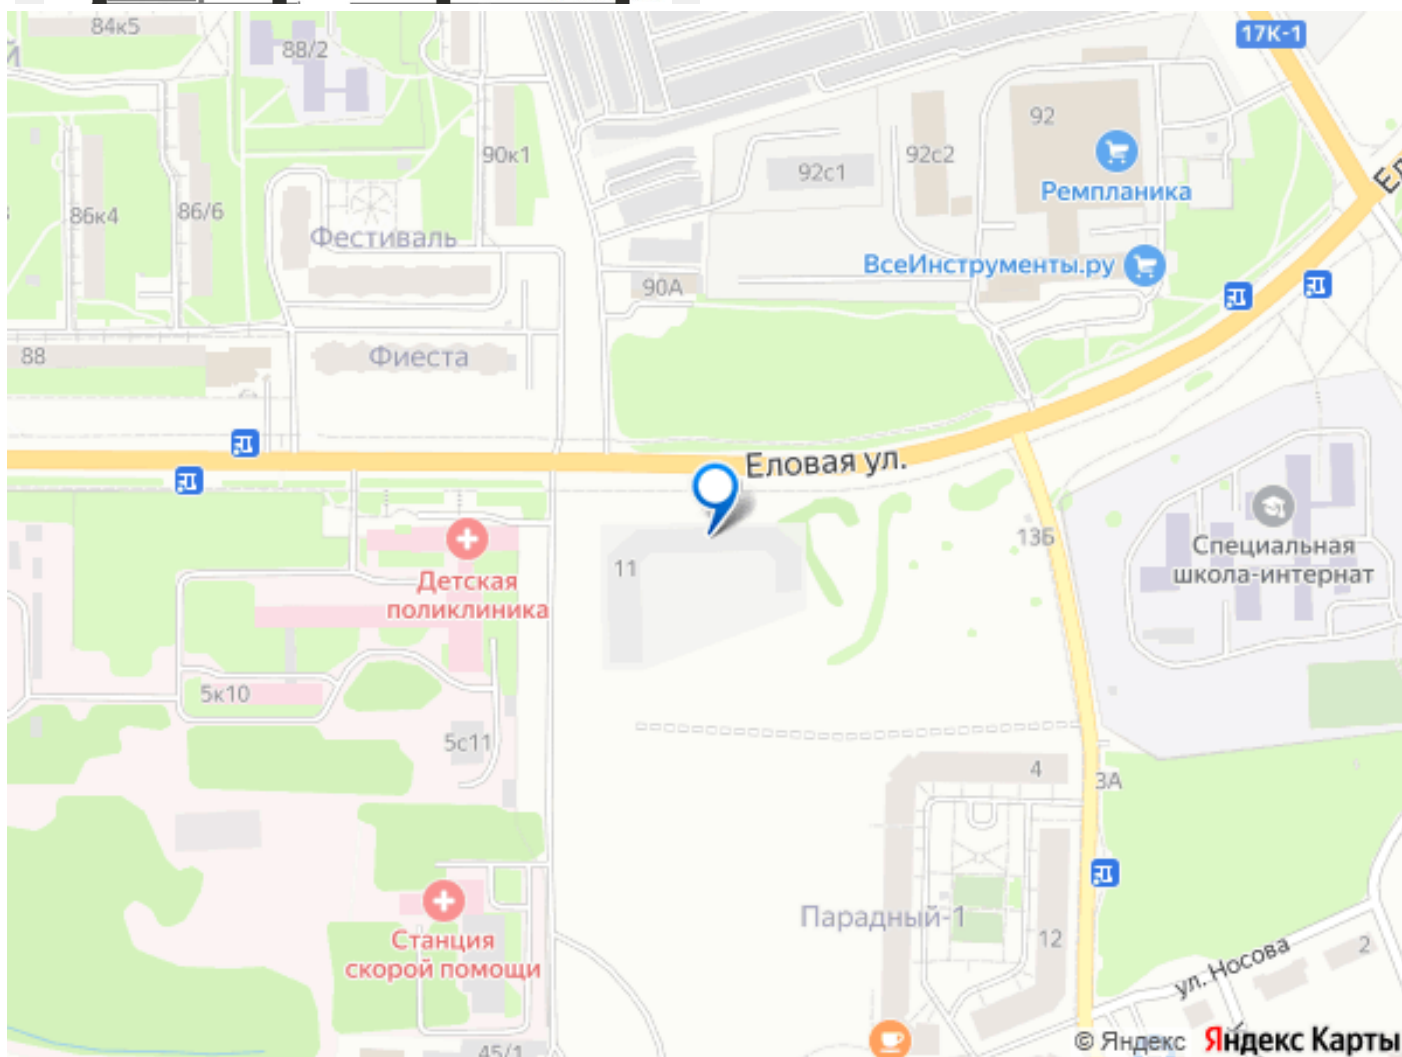 84к5
й
88/2
17К-1
92
90к1
92с1
92с2
Ремпланика
86к4
86/6
Фестиваль
ВсеИнструменты.ру
90А
88
Фиеста
Еловая ул.
11
13Б
Детская
поликлиника
Специальная
школа-интернат
5к10
5с11
4
3А
Парадный-1
12
Станция
скорой помощи
ул. Носова
2
45/1
© Яндекс Яндекс Карты